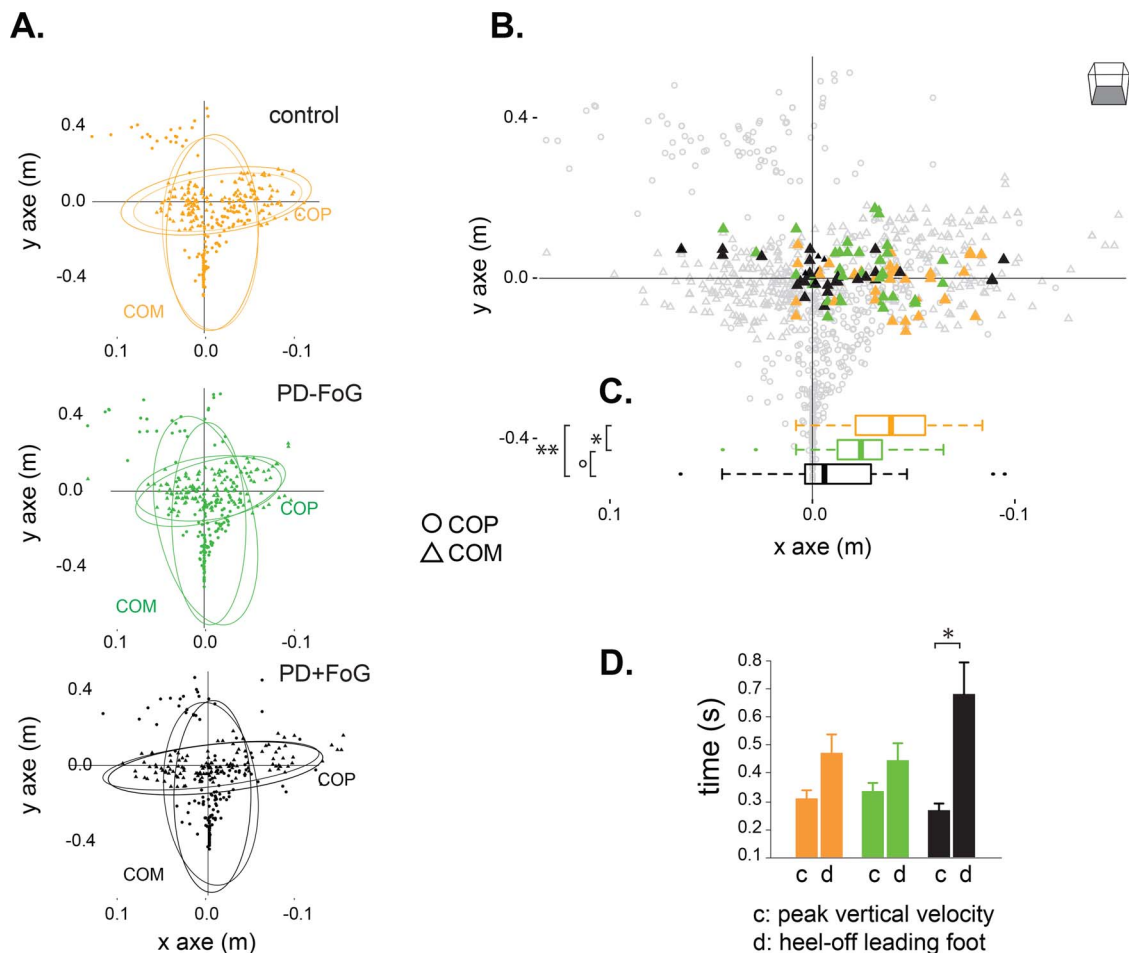 A.
control
0.4
0.0
-0.4
y axe (m)
COP
COM
0.1 0.0 -0.1
PD-FoG
0.4
0.0
-0.4
y axe (m)
COP
COM
0.1 0.0 -0.1
PD+FoG
0.4
0.0
-0.4
y axe (m)
COP
COM
0.1 0.0 -0.1
x axe (m)
B.
0.4
0.0
-0.4
y axe (m)
C.
**
*
°
0.1 0.0 -0.1
x axe (m)
COP
COM
D.
*
0.8
0.7
0.6
0.5
0.4
0.3
0.2
0.1
time (s)
c d c d c d
c: peak vertical velocity
d: heel-off leading foot